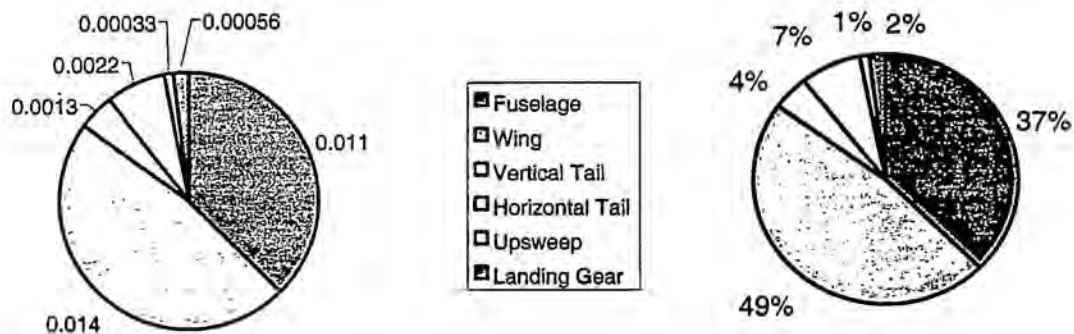 0.00033
0.00056
0.0022
0.0013
0.011
0.014
Fuselage
Wing
Vertical Tail
Horizontal Tail
Upsweep
Landing Gear
1% 2%
7%
4%
37%
49%